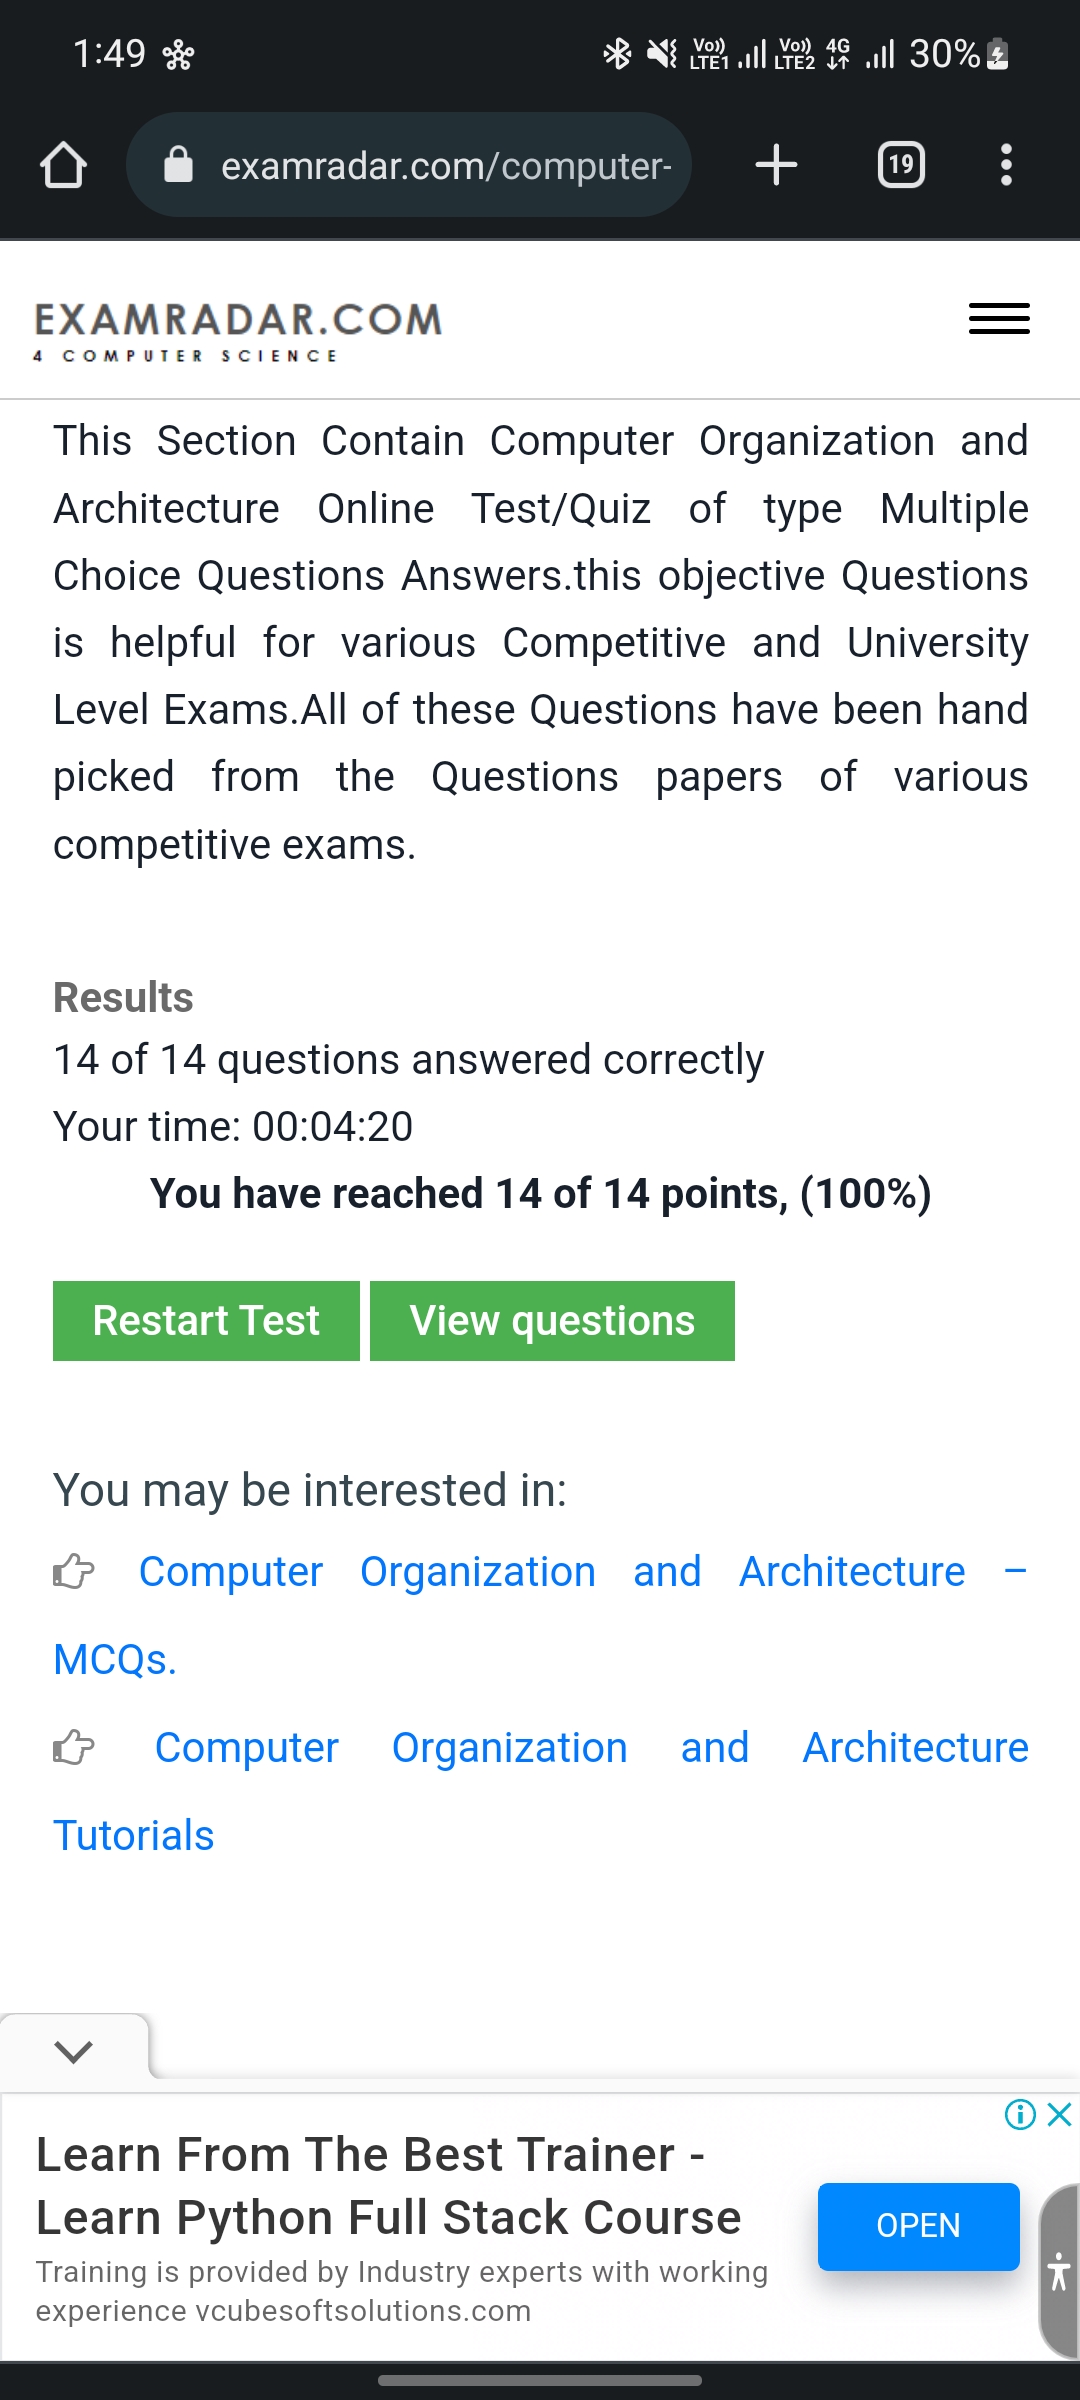 1:49
Vo)) LTE1 Vo)) LTE2 4G 30%
examradar.com/computer-
19
EXAMRADAR.COM
4 COMPUTER SCIENCE
This Section Contain Computer Organization and
Architecture Online Test/Quiz of type Multiple
Choice Questions Answers.this objective Questions
is helpful for various Competitive and University
Level Exams.All of these Questions have been hand
picked from the Questions papers of various
competitive exams.
Results
14 of 14 questions answered correctly
Your time: 00:04:20
You have reached 14 of 14 points, (100%)
Restart Test
View questions
You may be interested in:
Computer Organization and Architecture –
MCQs.
Computer Organization and Architecture
Tutorials
Learn From The Best Trainer -
Learn Python Full Stack Course
Training is provided by Industry experts with working
experience vcubesoftsolutions.com
OPEN